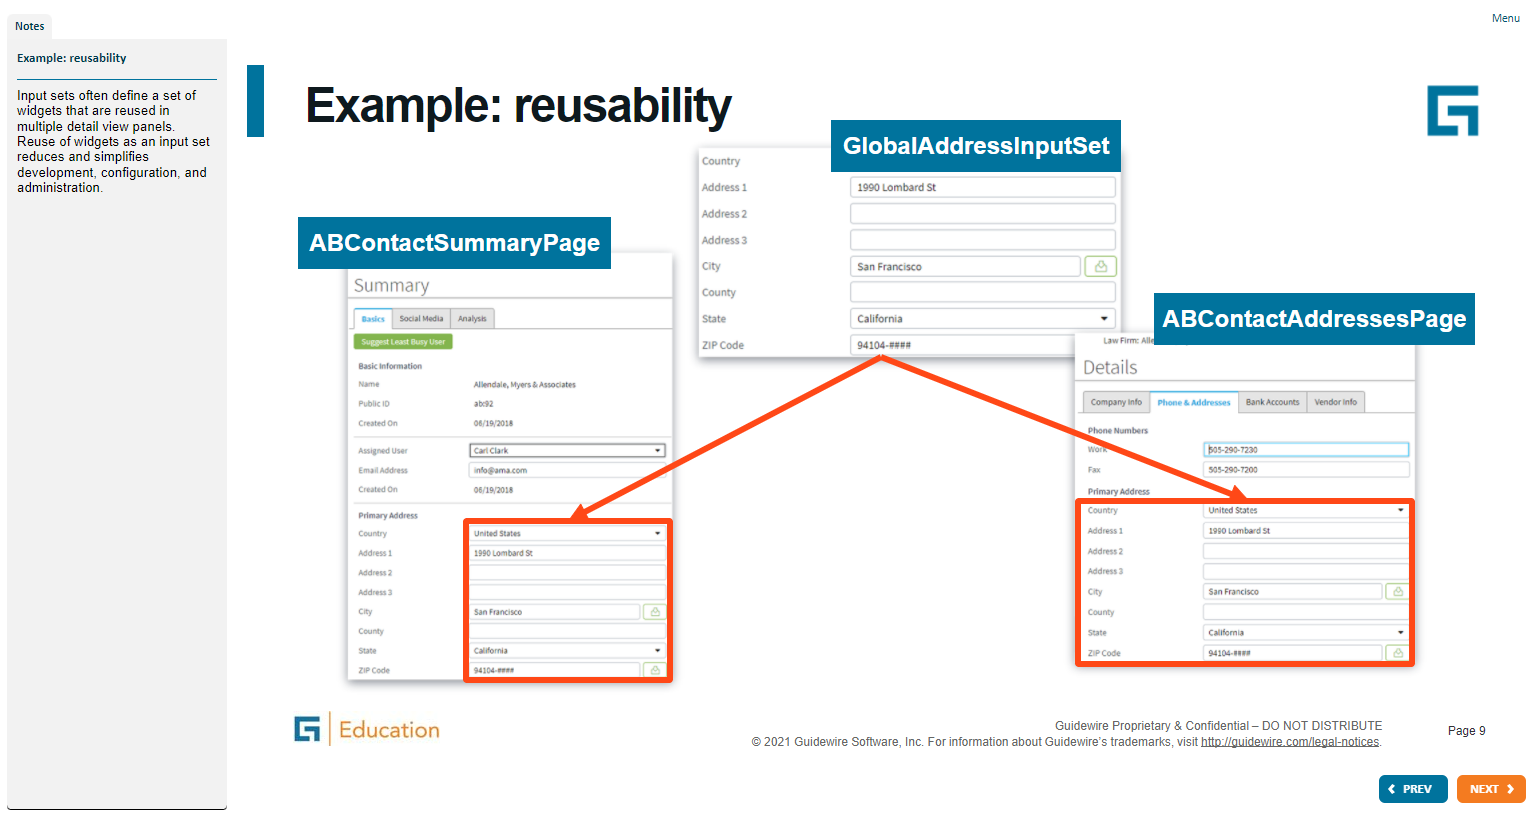 Notes
Menu
Example: reusability
Input sets often define a set of
widgets that are reused in
multiple detail view panels.
Reuse of widgets as an input set
reduces and simplifies
development, configuration, and
administration.
Example: reusability
GlobalAddressInputSet
Country
Address 1 1990 Lombard St
Address 2
Address 3
City San Francisco
County
State California
ZIP Code 94104-####
ABContactSummaryPage
Summary
Basics Social Media Analysis
Suggest Least Busy User
Basic Information
Name Allendale, Myers & Associates
Public ID ab:92
Created On 06/19/2018
Assigned User Carl Clark
Email Address info@ama.com
Created On 06/19/2018
Primary Address
Country United States
Address 1 1990 Lombard St
Address 2
Address 3
City San Francisco
County
State California
ZIP Code 94104-####
ABContactAddressesPage
Law Firm: Alle
Details
Company Info Phone & Addresses Bank Accounts Vendor Info
Phone Numbers
Work 505-290-7230
Fax 505-290-7200
Primary Address
Country United States
Address 1 1990 Lombard St
Address 2
Address 3
City San Francisco
County
State California
ZIP Code 94104-####
Education
Guidewire Proprietary & Confidential – DO NOT DISTRIBUTE
© 2021 Guidewire Software, Inc. For information about Guidewire's trademarks, visit http://guidewire.com/legal-notices.
Page 9
PREV
NEXT